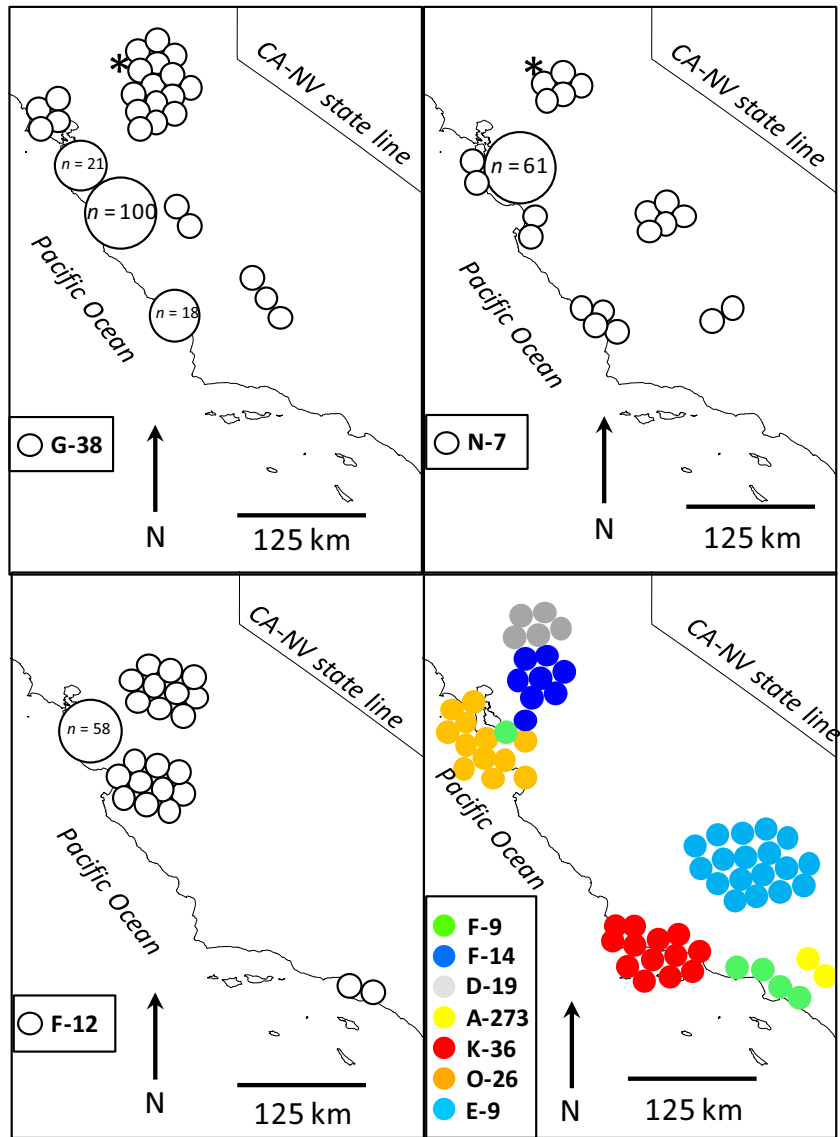 *
CA-NV state line
n = 21
n = 100
Pacific Ocean
n = 18
G-38
N
125 km
*
CA-NV state line
n = 61
Pacific Ocean
N-7
N
125 km
CA-NV state line
n = 58
Pacific Ocean
F-12
N
125 km
CA-NV state line
Pacific Ocean
F-9
F-14
D-19
A-273
K-36
O-26
E-9
N
125 km